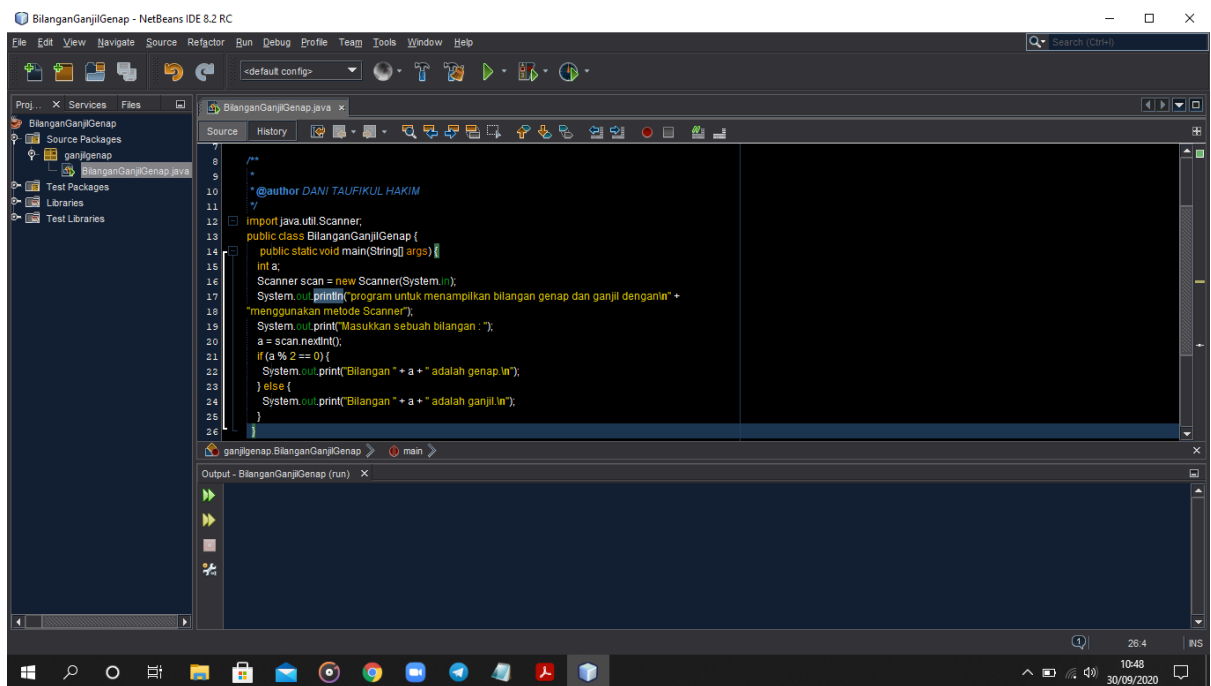 BilanganGanjilGenap - NetBeans IDE 8.2 RC
File Edit View Navigate Source Refactor Run Debug Profile Team Tools Window Help
Search (Ctrl+I)
<default config>
Proj... Services Files
BilanganGanjilGenap
Source Packages
ganjilgenap
BilanganGanjilGenap.java
Test Packages
Libraries
Test Libraries
BilanganGanjilGenap.java
Source History
7
8 /**
9 *
10 * @author DANI TAUFIKUL HAKIM
11 */
12 import java.util.Scanner;
13 public class BilanganGanjilGenap {
14 public static void main(String[] args) {
15 int a;
16 Scanner scan = new Scanner(System.in);
17 System.out.println("program untuk menampilkan bilangan genap dan ganjil dengan\n" +
18 "menggunakan metode Scanner");
19 System.out.print("Masukkan sebuah bilangan : ");
20 a = scan.nextInt();
21 if (a % 2 == 0) {
22 System.out.print("Bilangan " + a + " adalah genap.\n");
23 } else {
24 System.out.print("Bilangan " + a + " adalah ganjil.\n");
25 }
26 }
ganjilgenap.BilanganGanjilGenap main
Output - BilanganGanjilGenap (run)
1 26:4 INS
10:48
30/09/2020